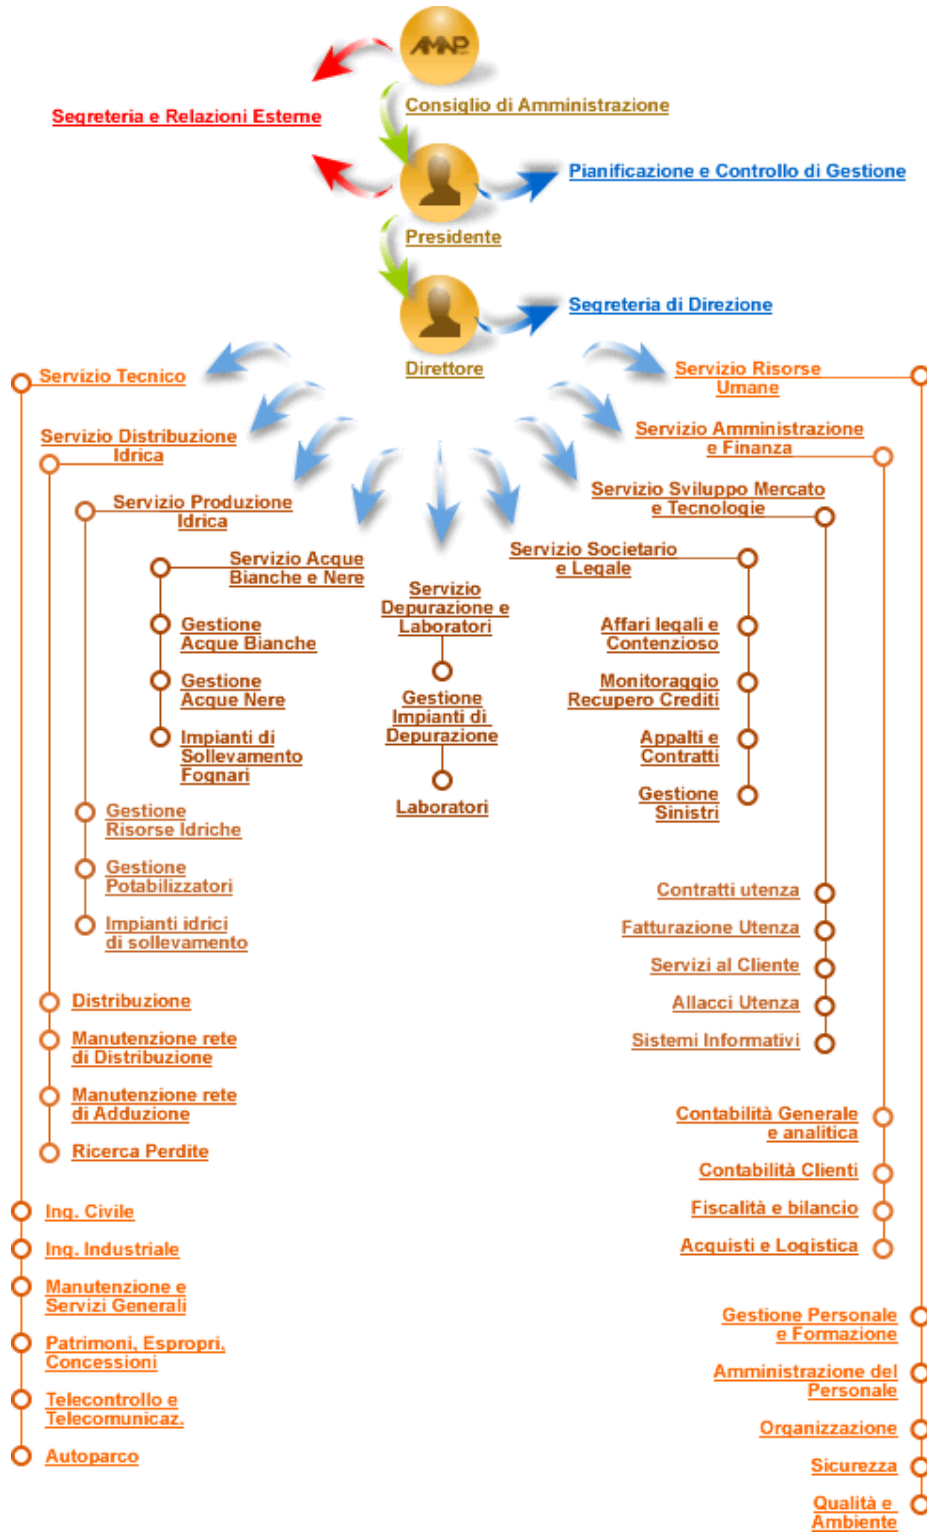 AMAP
Consiglio di Amministrazione
Segreteria e Relazioni Esterne
Pianificazione e Controllo di Gestione
Presidente
Segreteria di Direzione
Direttore
Servizio Tecnico
Servizio Distribuzione
Idrica
Servizio Produzione
Idrica
Servizio Acque
Bianche e Nere
Servizio
Depurazione e
Laboratori
Servizio Societario
e Legale
Servizio Sviluppo Mercato
e Tecnologie
Servizio Amministrazione
e Finanza
Servizio Risorse
Umane
Gestione
Acque Bianche
Gestione
Acque Nere
Impianti di
Sollevamento
Fognari
Gestione
Impianti di
Depurazione
Laboratori
Affari legali e
Contenzioso
Monitoraggio
Recupero Crediti
Appalti e
Contratti
Gestione
Sinistri
Gestione
Risorse Idriche
Gestione
Potabilizzatori
Impianti idrici
di sollevamento
Contratti utenza
Fatturazione Utenza
Servizi al Cliente
Allacci Utenza
Sistemi Informativi
Distribuzione
Manutenzione rete
di Distribuzione
Manutenzione rete
di Adduzione
Ricerca Perdite
Contabilità Generale
e analitica
Contabilità Clienti
Fiscalità e bilancio
Acquisti e Logistica
Ing. Civile
Ing. Industriale
Manutenzione e
Servizi Generali
Patrimoni, Espropri,
Concessioni
Telecontrollo e
Telecomunicaz.
Autoparco
Gestione Personale
e Formazione
Amministrazione del
Personale
Organizzazione
Sicurezza
Qualità e
Ambiente